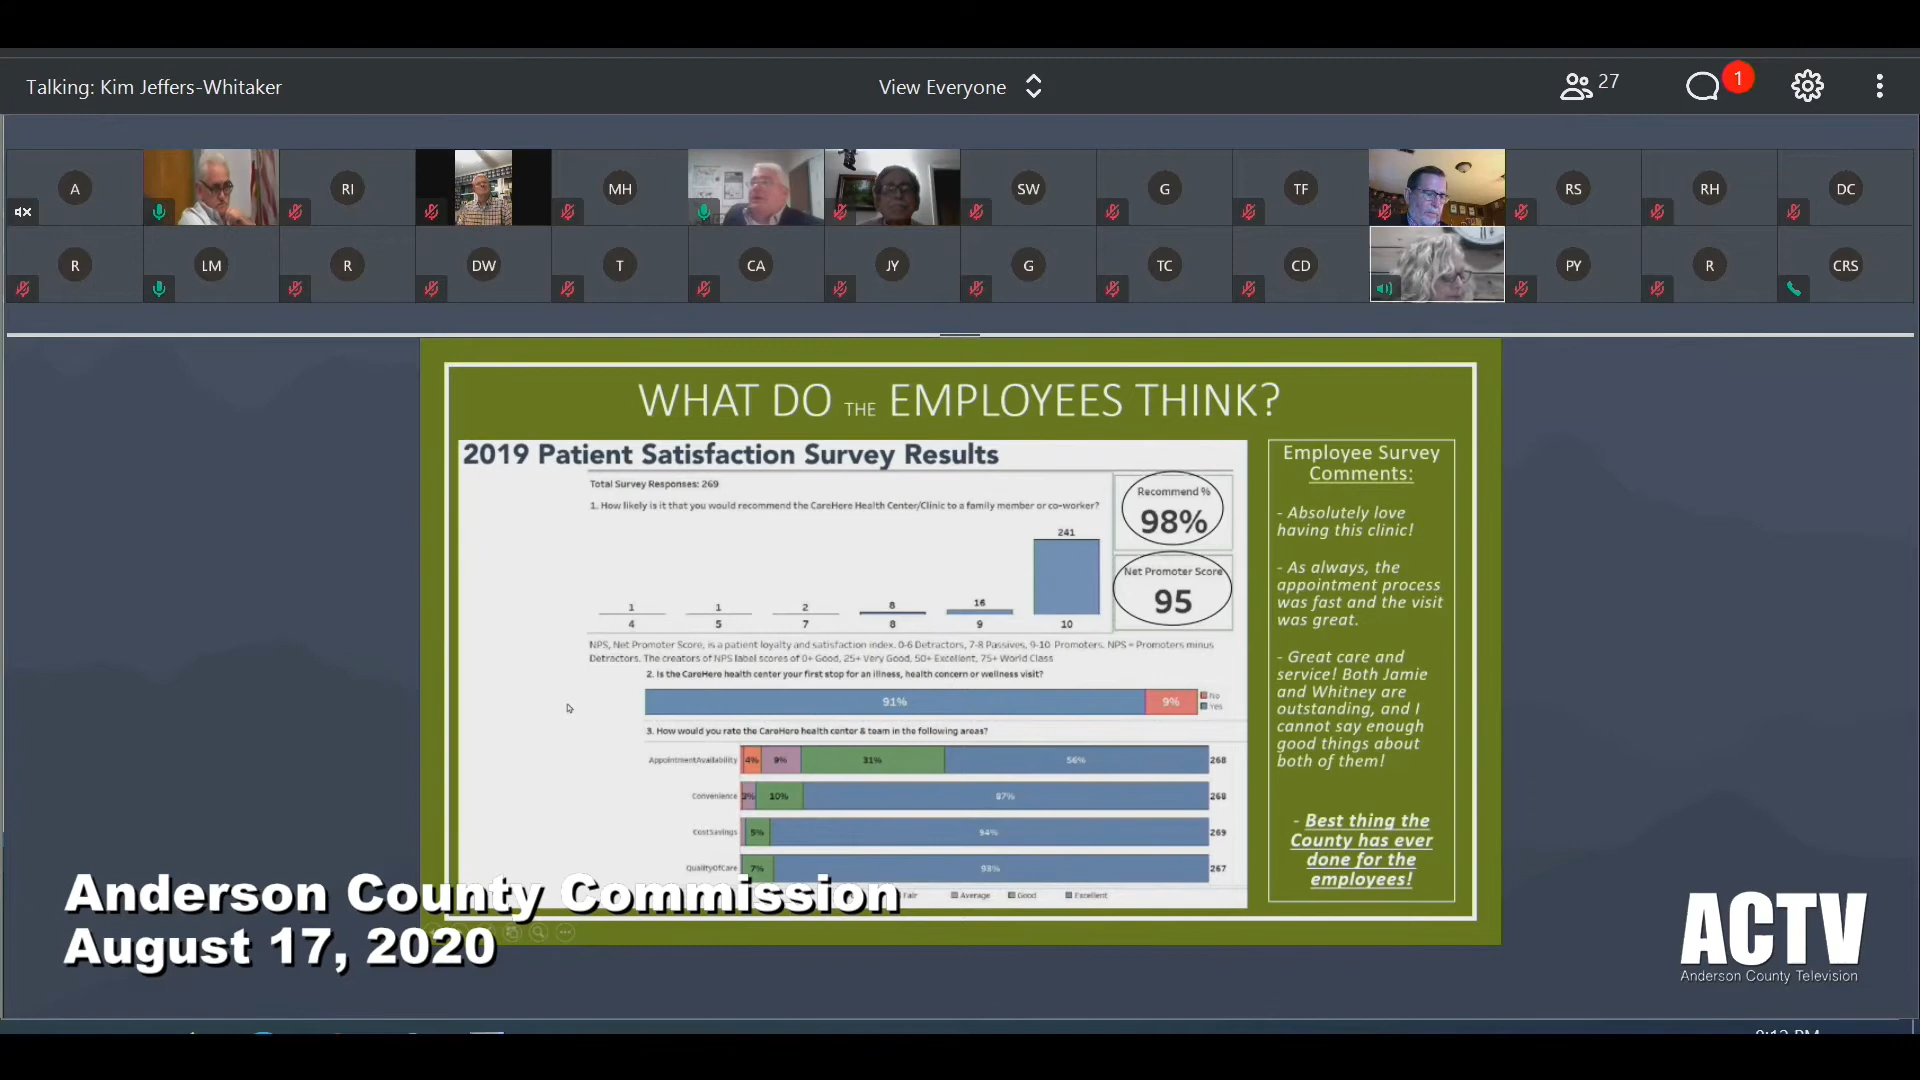 Talking: Kim Jeffers-Whitaker
View Everyone
27
1
A
RI
MH
SW
G
TF
RS
RH
DC
R
LM
R
DW
T
CA
JY
G
TC
CD
PY
R
CRS
WHAT DO THE EMPLOYEES THINK?
2019 Patient Satisfaction Survey Results
Total Survey Responses: 269
1. How likely is it that you would recommend the CareHere Health Center/Clinic to a family member or co-worker?
1
1
2
8
16
241
4
5
7
8
9
10
Recommend %
98%
Net Promoter Score
95
NPS, Net Promoter Score, is a patient loyalty and satisfaction index. 0-6 Detractors, 7-8 Passives, 9-10 Promoters. NPS = Promoters minus
Detractors. The creators of NPS label scores of 0+ Good, 25+ Very Good, 50+ Excellent, 75+ World Class
2. Is the CareHere health center your first stop for an illness, health concern or wellness visit?
91%
9%
No
Yes
3. How would you rate the CareHere health center & team in the following areas?
AppointmentAvailability 4% 9% 31% 56% 268
Convenience 3% 10% 87% 268
CostSavings 5% 94% 269
QualityOfCare 7% 93% 267
Fair Average Good Excellent
Employee Survey
Comments:
- Absolutely love
having this clinic!
- As always, the
appointment process
was fast and the visit
was great.
- Great care and
service! Both Jamie
and Whitney are
outstanding, and I
cannot say enough
good things about
both of them!
- Best thing the
County has ever
done for the
employees!
Anderson County Commission
August 17, 2020
ACTV
Anderson County Television